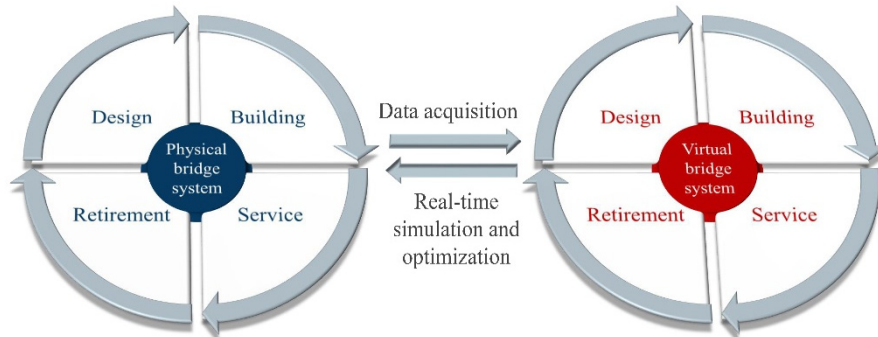 Design
Building
Physical
bridge
system
Retirement
Service
Data acquisition
Real-time
simulation and
optimization
Design
Building
Virtual
bridge
system
Retirement
Service